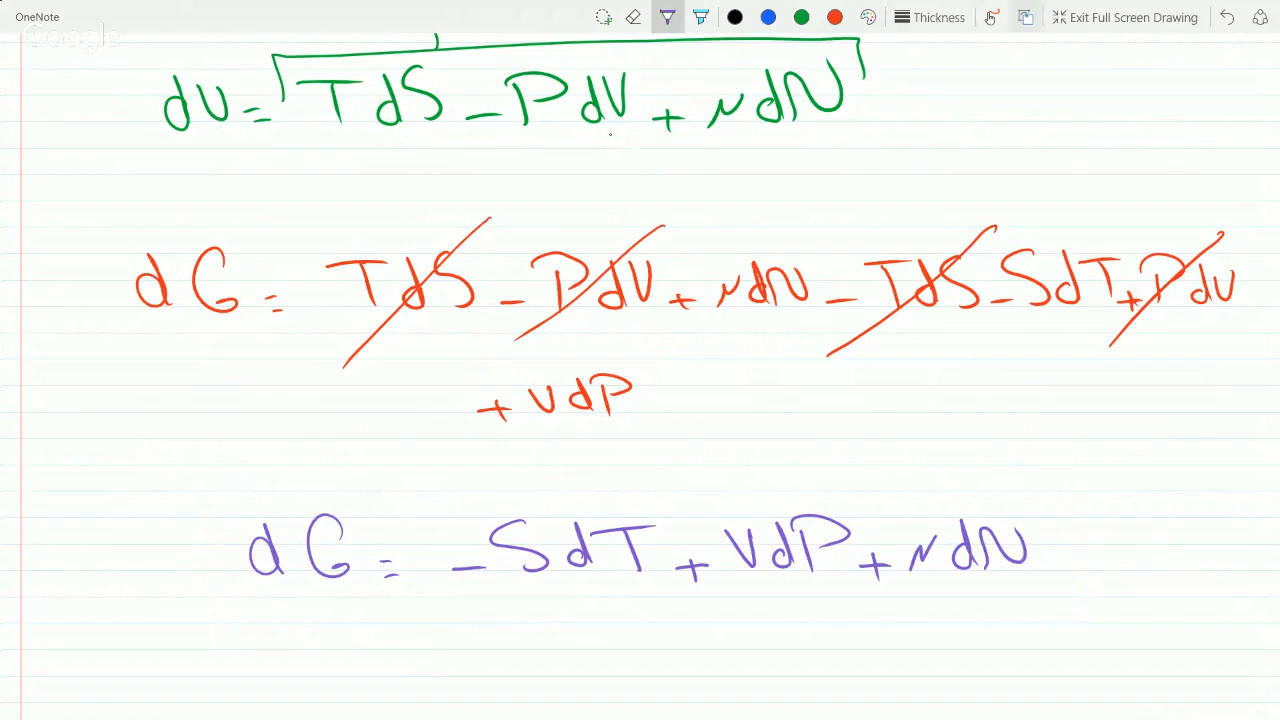 OneNote
Thickness
Exit Full Screen Drawing
Google
dU = TdS - PdV + μdN
dG = TdS - PdV + μdN - TdS - SdT + PdV
+ VdP
dG = - SdT + VdP + μdN